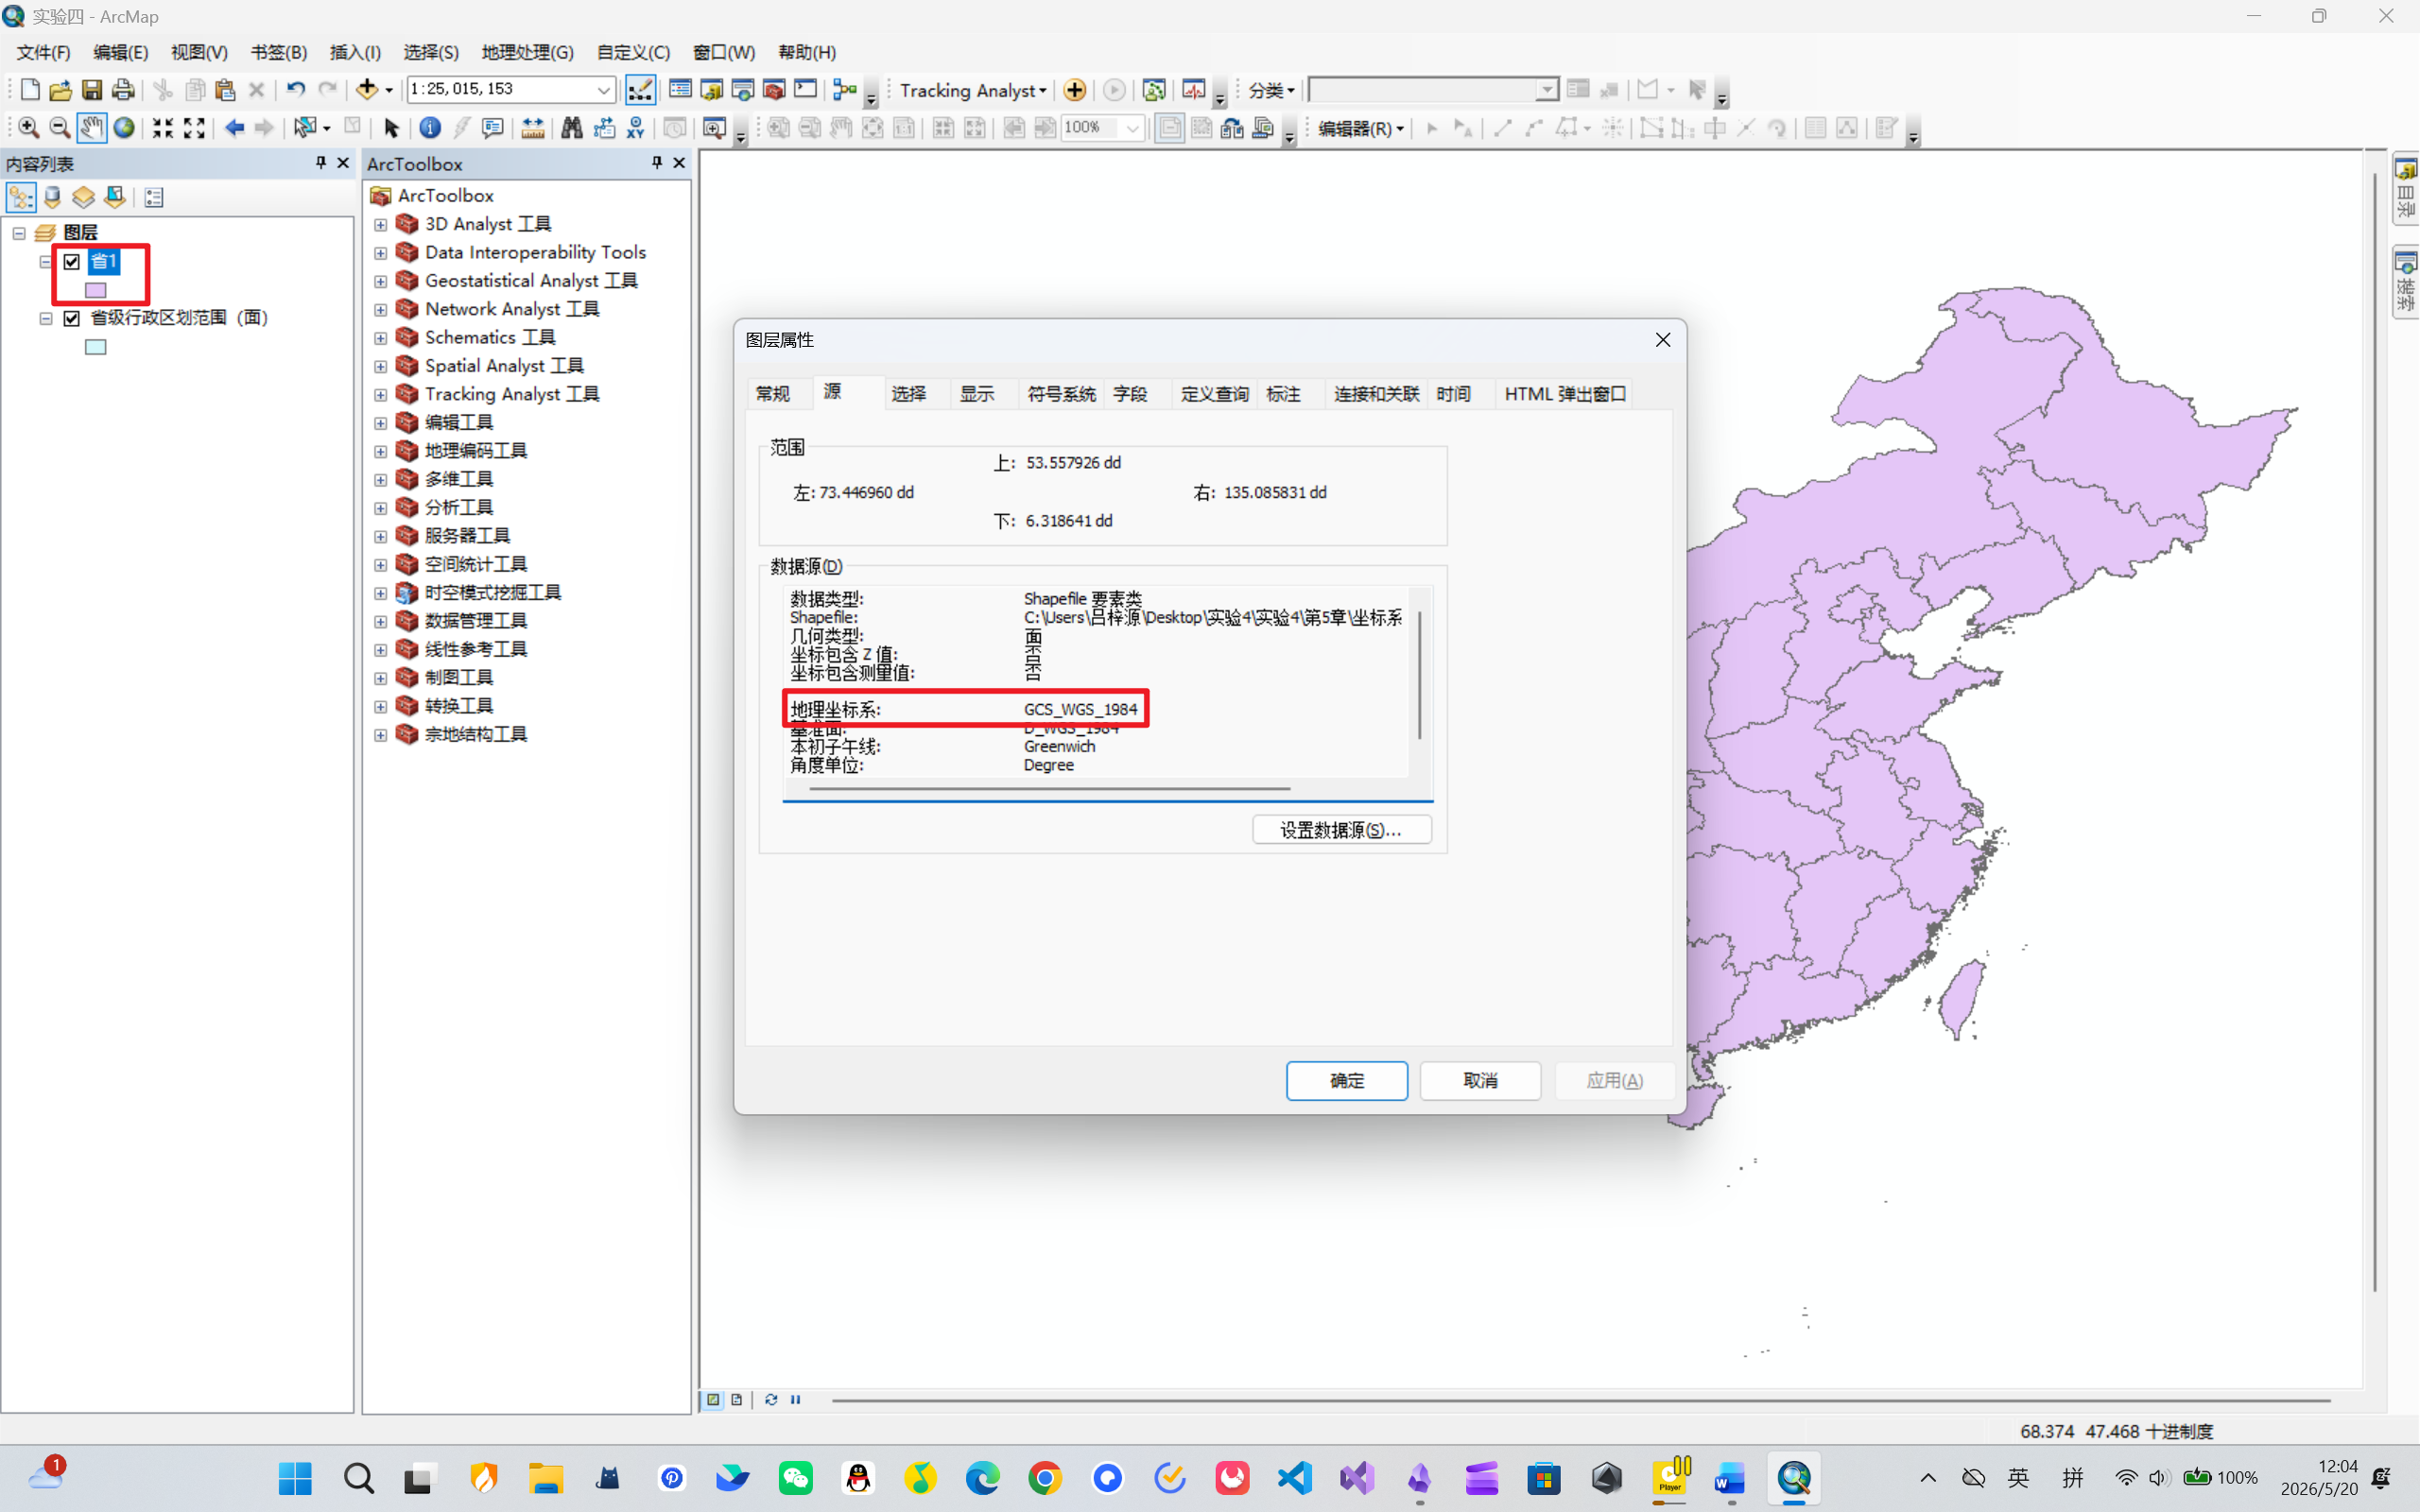 实验四 - ArcMap
文件(F) 编辑(E) 视图(V) 书签(B) 插入(I) 选择(S) 地理处理(G) 自定义(C) 窗口(W) 帮助(H)
1:25,015,153
Tracking Analyst
分类
100%
编辑器(R)
内容列表
图层
省1
省级行政区划范围（面）
ArcToolbox
ArcToolbox
3D Analyst 工具
Data Interoperability Tools
Geostatistical Analyst 工具
Network Analyst 工具
Schematics 工具
Spatial Analyst 工具
Tracking Analyst 工具
编辑工具
地理编码工具
多维工具
分析工具
服务器工具
空间统计工具
时空模式挖掘工具
数据管理工具
线性参考工具
制图工具
转换工具
宗地结构工具
图层属性
常规 源 选择 显示 符号系统 字段 定义查询 标注 连接和关联 时间 HTML 弹出窗口
范围
上: 53.557926 dd
左: 73.446960 dd
右: 135.085831 dd
下: 6.318641 dd
数据源(D)
数据类型: Shapefile 要素类
Shapefile: C:\Users\吕梓源\Desktop\实验4\实验4\第5章\坐标系
几何类型: 面
坐标包含 Z 值: 否
坐标包含测量值: 否
地理坐标系: GCS_WGS_1984
基准面: D_WGS_1984
本初子午线: Greenwich
角度单位: Degree
设置数据源(S)...
确定 取消 应用(A)
目录
搜索
68.374 47.468 十进制度
1
Player
英
拼
100%
12:04
2026/5/20